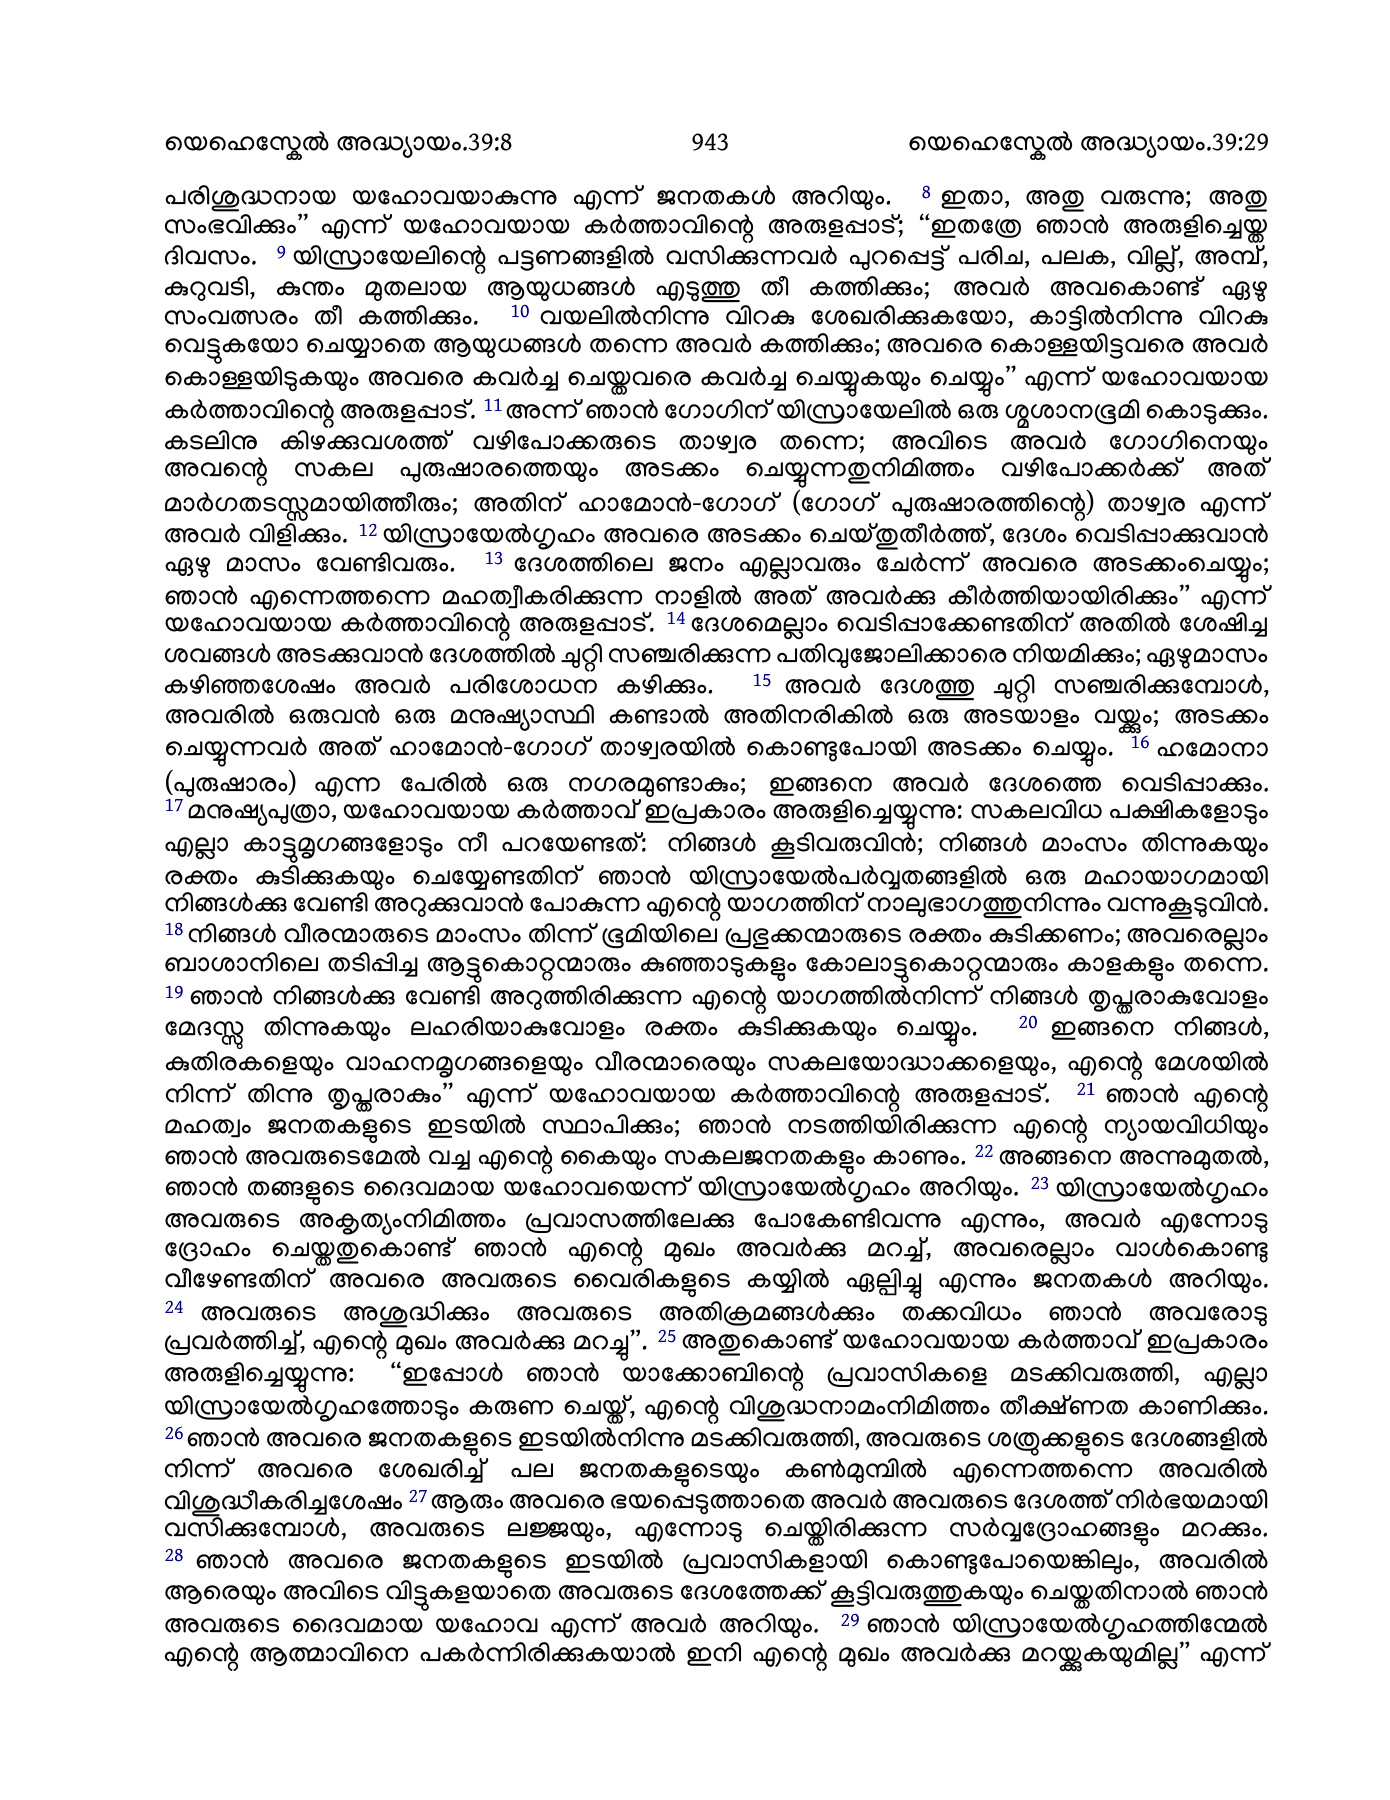 യെഹെസ്കേൽ അദ്ധ്യായം.39:8 943 യെഹെസ്കേൽ അദ്ധ്യായം.39:29
പരിശുദ്ധനായ യഹോവയാകുന്നു എന്ന് ജനതകൾ അറിയും. 8 ഇതാ, അതു വരുന്നു; അതു
സംഭവിക്കും” എന്ന് യഹോവയായ കർത്താവിന്റെ അരുളപ്പാട്; “ഇതത്രേ ഞാൻ അരുളിച്ചെയ്ത
ദിവസം. 9 യിസ്രായേലിന്റെ പട്ടണങ്ങളിൽ വസിക്കുന്നവർ പുറപ്പെട്ട് പരിച, പലക, വില്ല്, അമ്പ്,
കുറുവടി, കുന്തം മുതലായ ആയുധങ്ങൾ എടുത്തു തീ കത്തിക്കും; അവർ അവകൊണ്ട് ഏഴു
സംവത്സരം തീ കത്തിക്കും. 10 വയലിൽനിന്നു വിറകു ശേഖരിക്കുകയോ, കാട്ടിൽനിന്നു വിറകു
വെട്ടുകയോ ചെയ്യാതെ ആയുധങ്ങൾ തന്നെ അവർ കത്തിക്കും; അവരെ കൊള്ളയിട്ടവരെ അവർ
കൊള്ളയിടുകയും അവരെ കവർച്ച ചെയ്തവരെ കവർച്ച ചെയ്യുകയും ചെയ്യും” എന്ന് യഹോവയായ
കർത്താവിന്റെ അരുളപ്പാട്. 11 അന്ന് ഞാൻ ഗോഗിന് യിസ്രായേലിൽ ഒരു ശ്മശാനഭൂമി കൊടുക്കും.
കടലിനു കിഴക്കുവശത്ത് വഴിപോക്കരുടെ താഴ്വര തന്നെ; അവിടെ അവർ ഗോഗിനെയും
അവന്റെ സകല പുരുഷാരത്തെയും അടക്കം ചെയ്യുന്നതുനിമിത്തം വഴിപോക്കർക്ക് അത്
മാർഗതടസ്സമായിത്തീരും; അതിന് ഹാമോൻ-ഗോഗ് (ഗോഗ് പുരുഷാരത്തിന്റെ) താഴ്വര എന്ന്
അവർ വിളിക്കും. 12 യിസ്രായേൽഗൃഹം അവരെ അടക്കം ചെയ്തുതീർത്ത്, ദേശം വെടിപ്പാക്കുവാൻ
ഏഴു മാസം വേണ്ടിവരും. 13 ദേശത്തിലെ ജനം എല്ലാവരും ചേർന്ന് അവരെ അടക്കംചെയ്യും;
ഞാൻ എന്നെത്തന്നെ മഹത്വീകരിക്കുന്ന നാളിൽ അത് അവർക്കു കീർത്തിയായിരിക്കും” എന്ന്
യഹോവയായ കർത്താവിന്റെ അരുളപ്പാട്. 14 ദേശമെല്ലാം വെടിപ്പാക്കേണ്ടതിന് അതിൽ ശേഷിച്ച
ശവങ്ങൾ അടക്കുവാൻ ദേശത്തിൽ ചുറ്റി സഞ്ചരിക്കുന്ന പതിവുജോലിക്കാരെ നിയമിക്കും; ഏഴുമാസം
കഴിഞ്ഞശേഷം അവർ പരിശോധന കഴിക്കും. 15 അവർ ദേശത്തു ചുറ്റി സഞ്ചരിക്കുമ്പോൾ,
അവരിൽ ഒരുവൻ ഒരു മനുഷ്യാസ്ഥി കണ്ടാൽ അതിനരികിൽ ഒരു അടയാളം വയ്ക്കും; അടക്കം
ചെയ്യുന്നവർ അത് ഹാമോൻ-ഗോഗ് താഴ്വരയിൽ കൊണ്ടുപോയി അടക്കം ചെയ്യും. 16 ഹമോനാ
(പുരുഷാരം) എന്ന പേരിൽ ഒരു നഗരമുണ്ടാകും; ഇങ്ങനെ അവർ ദേശത്തെ വെടിപ്പാക്കും.
17 മനുഷ്യപുത്രാ, യഹോവയായ കർത്താവ് ഇപ്രകാരം അരുളിച്ചെയ്യുന്നു: സകലവിധ പക്ഷികളോടും
എല്ലാ കാട്ടുമൃഗങ്ങളോടും നീ പറയേണ്ടത്: നിങ്ങൾ കൂടിവരുവിൻ; നിങ്ങൾ മാംസം തിന്നുകയും
രക്തം കുടിക്കുകയും ചെയ്യേണ്ടതിന് ഞാൻ യിസ്രായേൽപർവ്വതങ്ങളിൽ ഒരു മഹായാഗമായി
നിങ്ങൾക്കു വേണ്ടി അറുക്കുവാൻ പോകുന്ന എന്റെ യാഗത്തിന് നാലുഭാഗത്തുനിന്നും വന്നുകൂടുവിൻ.
18 നിങ്ങൾ വീരന്മാരുടെ മാംസം തിന്ന് ഭൂമിയിലെ പ്രഭുക്കന്മാരുടെ രക്തം കുടിക്കണം; അവരെല്ലാം
ബാശാനിലെ തടിപ്പിച്ച ആട്ടുകൊറ്റന്മാരും കുഞ്ഞാടുകളും കോലാട്ടുകൊറ്റന്മാരും കാളകളും തന്നെ.
19 ഞാൻ നിങ്ങൾക്കു വേണ്ടി അറുത്തിരിക്കുന്ന എന്റെ യാഗത്തിൽനിന്ന് നിങ്ങൾ തൃപ്തരാകുവോളം
മേദസ്സു തിന്നുകയും ലഹരിയാകുവോളം രക്തം കുടിക്കുകയും ചെയ്യും. 20 ഇങ്ങനെ നിങ്ങൾ,
കുതിരകളെയും വാഹനമൃഗങ്ങളെയും വീരന്മാരെയും സകലയോദ്ധാക്കളെയും, എന്റെ മേശയിൽ
നിന്ന് തിന്നു തൃപ്തരാകും” എന്ന് യഹോവയായ കർത്താവിന്റെ അരുളപ്പാട്. 21 ഞാൻ എന്റെ
മഹത്വം ജനതകളുടെ ഇടയിൽ സ്ഥാപിക്കും; ഞാൻ നടത്തിയിരിക്കുന്ന എന്റെ ന്യായവിധിയും
ഞാൻ അവരുടെമേൽ വച്ച എന്റെ കൈയും സകലജനതകളും കാണും. 22 അങ്ങനെ അന്നുമുതൽ,
ഞാൻ തങ്ങളുടെ ദൈവമായ യഹോവയെന്ന് യിസ്രായേൽഗൃഹം അറിയും. 23 യിസ്രായേൽഗൃഹം
അവരുടെ അകൃത്യംനിമിത്തം പ്രവാസത്തിലേക്കു പോകേണ്ടിവന്നു എന്നും, അവർ എന്നോടു
ദ്രോഹം ചെയ്തതുകൊണ്ട് ഞാൻ എന്റെ മുഖം അവർക്കു മറച്ച്, അവരെല്ലാം വാൾകൊണ്ടു
വീഴേണ്ടതിന് അവരെ അവരുടെ വൈരികളുടെ കയ്യിൽ ഏല്പിച്ചു എന്നും ജനതകൾ അറിയും.
24 അവരുടെ അശുദ്ധിക്കും അവരുടെ അതിക്രമങ്ങൾക്കും തക്കവിധം ഞാൻ അവരോടു
പ്രവർത്തിച്ച്, എന്റെ മുഖം അവർക്കു മറച്ചു”. 25 അതുകൊണ്ട് യഹോവയായ കർത്താവ് ഇപ്രകാരം
അരുളിച്ചെയ്യുന്നു: “ഇപ്പോൾ ഞാൻ യാക്കോബിന്റെ പ്രവാസികളെ മടക്കിവരുത്തി, എല്ലാ
യിസ്രായേൽഗൃഹത്തോടും കരുണ ചെയ്ത്, എന്റെ വിശുദ്ധനാമംനിമിത്തം തീക്ഷ്ണത കാണിക്കും.
26 ഞാൻ അവരെ ജനതകളുടെ ഇടയിൽനിന്നു മടക്കിവരുത്തി, അവരുടെ ശത്രുക്കളുടെ ദേശങ്ങളിൽ
നിന്ന് അവരെ ശേഖരിച്ച് പല ജനതകളുടെയും കൺമുമ്പിൽ എന്നെത്തന്നെ അവരിൽ
വിശുദ്ധീകരിച്ചശേഷം 27 ആരും അവരെ ഭയപ്പെടുത്താതെ അവർ അവരുടെ ദേശത്ത് നിർഭയമായി
വസിക്കുമ്പോൾ, അവരുടെ ലജ്ജയും, എന്നോടു ചെയ്തിരിക്കുന്ന സർവ്വദ്രോഹങ്ങളും മറക്കും.
28 ഞാൻ അവരെ ജനതകളുടെ ഇടയിൽ പ്രവാസികളായി കൊണ്ടുപോയെങ്കിലും, അവരിൽ
ആരെയും അവിടെ വിട്ടുകളയാതെ അവരുടെ ദേശത്തേക്ക് കൂട്ടിവരുത്തുകയും ചെയ്തതിനാൽ ഞാൻ
അവരുടെ ദൈവമായ യഹോവ എന്ന് അവർ അറിയും. 29 ഞാൻ യിസ്രായേൽഗൃഹത്തിന്മേൽ
എന്റെ ആത്മാവിനെ പകർന്നിരിക്കുകയാൽ ഇനി എന്റെ മുഖം അവർക്കു മറയ്ക്കുകയുമില്ല” എന്ന്